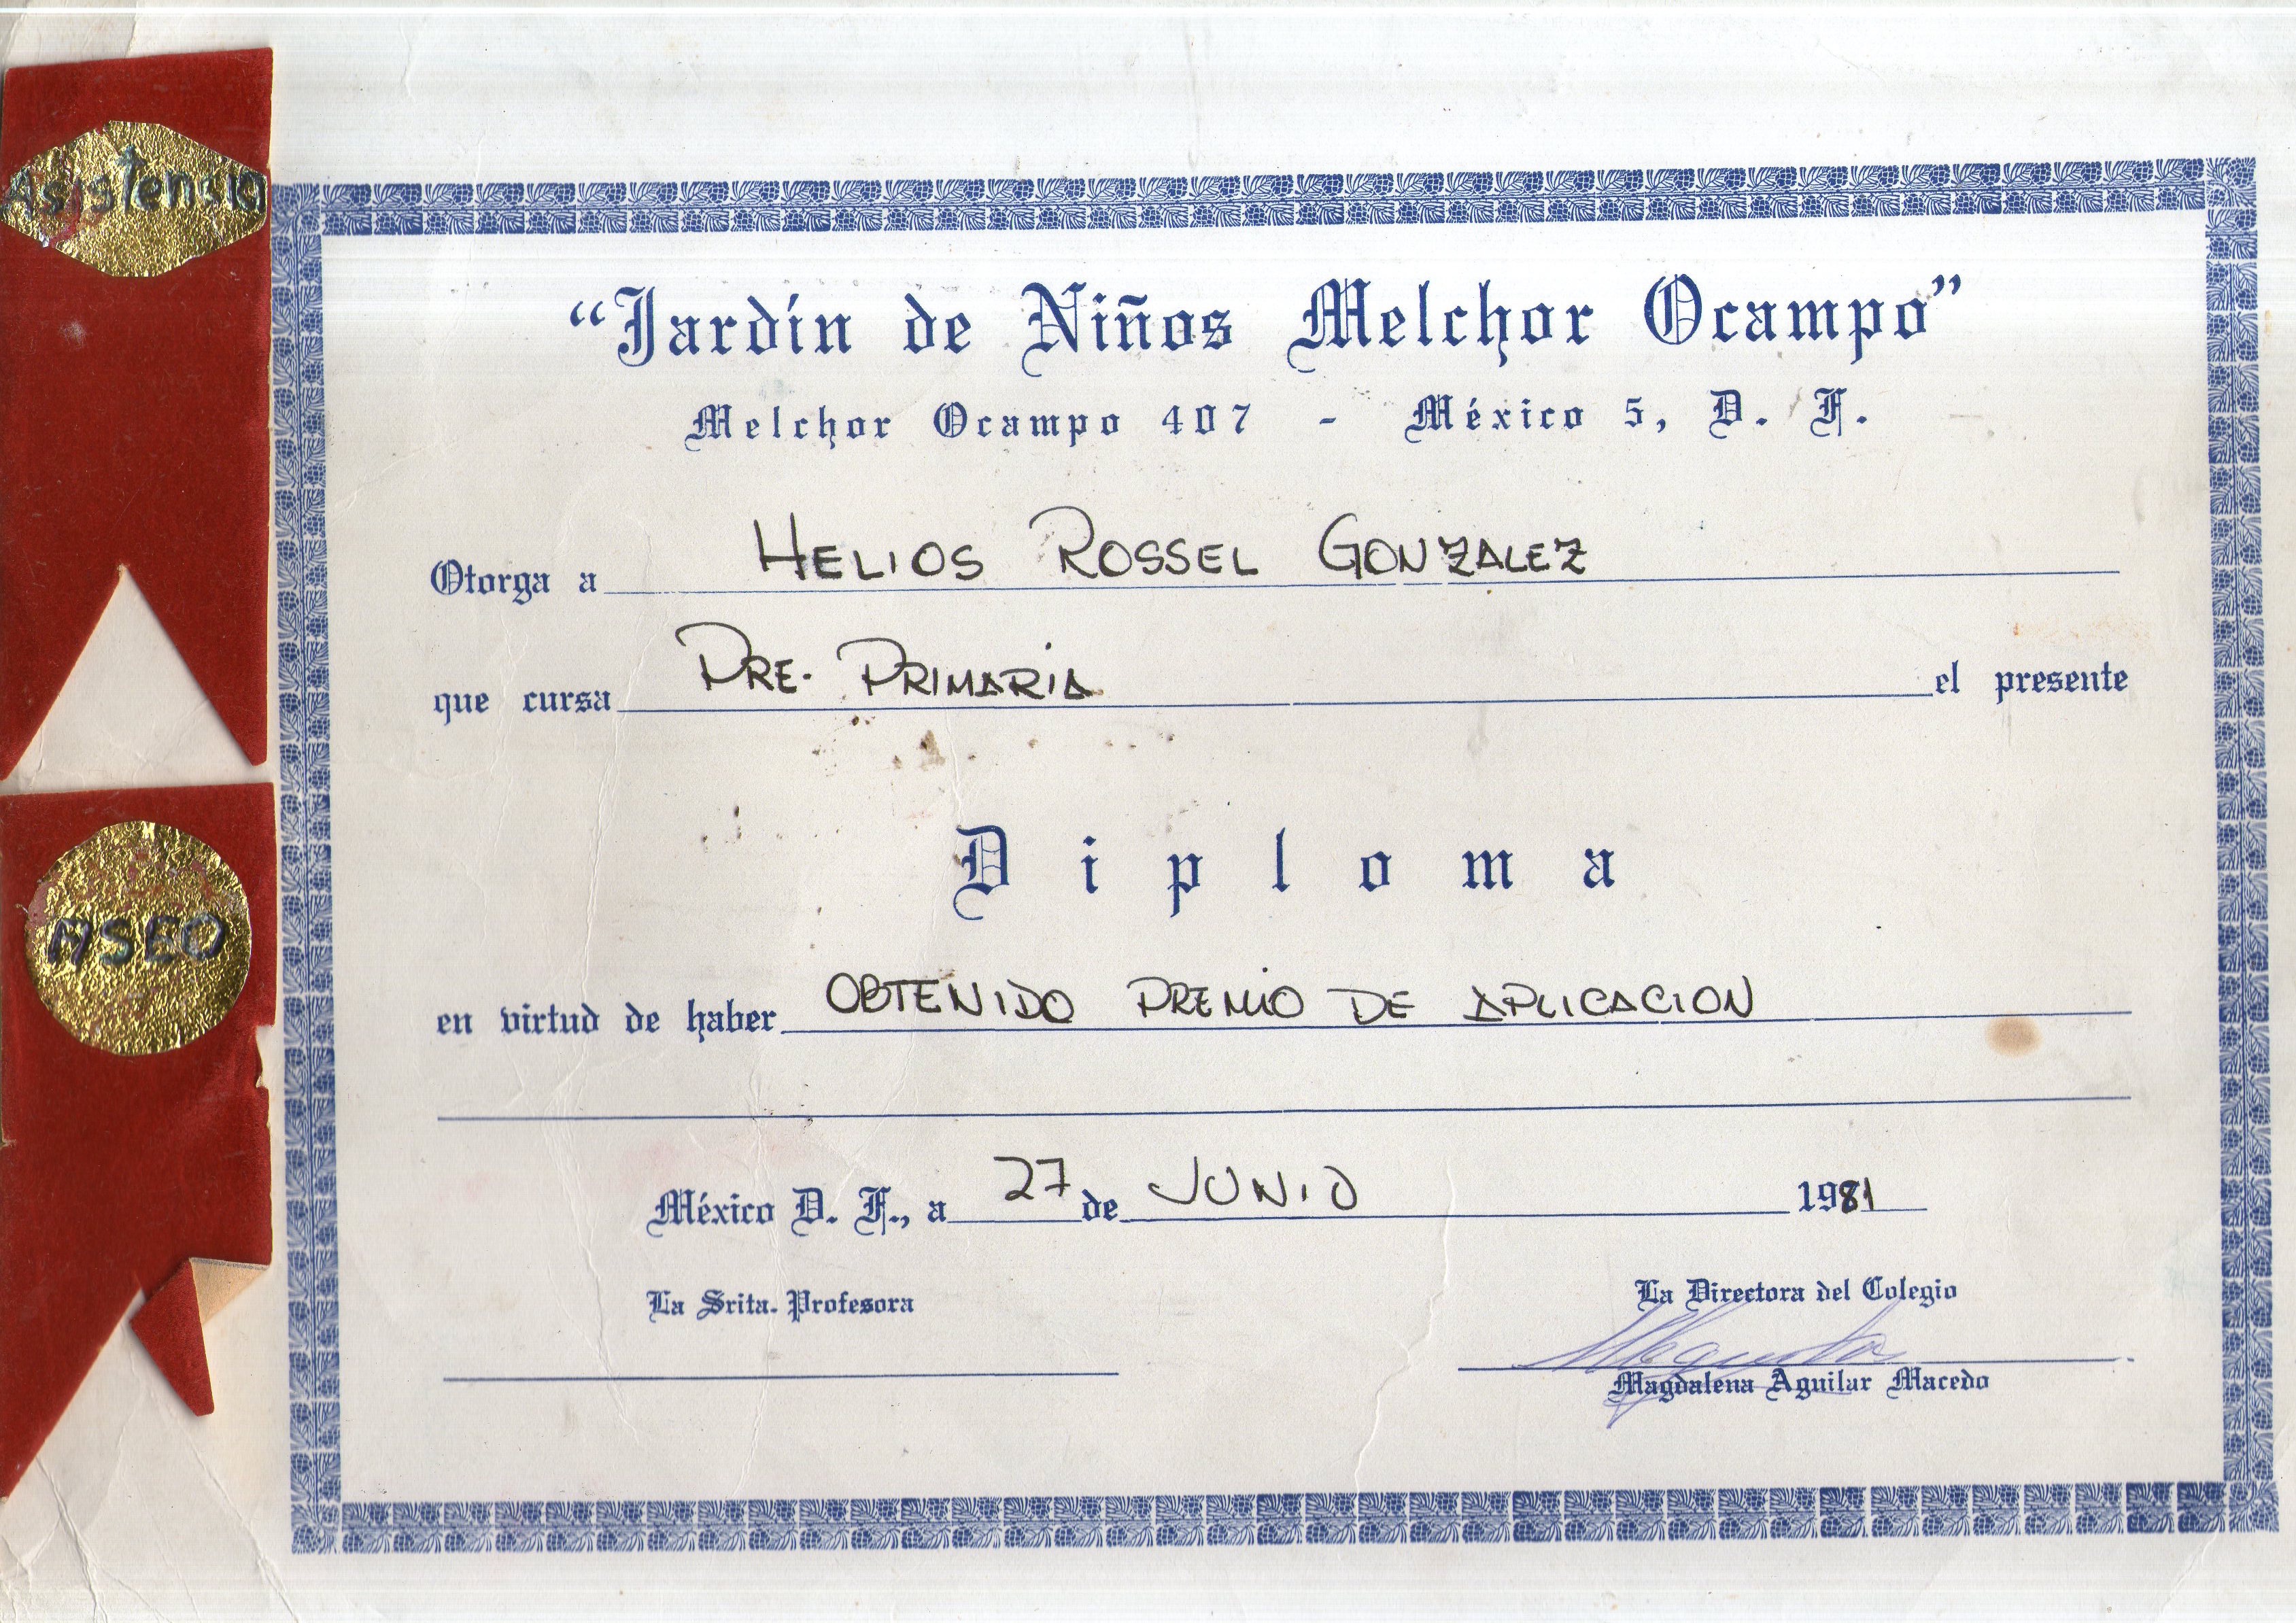 Asistencia
ASEO
“Jardín de Niños Melchor Ocampo”
Melchor Ocampo 407 - México 5, D. F.
Otorga a HELIOS ROSSEL GONZALEZ
que cursa PRE. PRIMARIA el presente
Diploma
en virtud de haber OBTENIDO PREMIO DE APLICACION
México D. F., a 27 de JUNIO 1981
La Srita. Profesora
La Directora del Colegio
Magdalena Aguilar Macedo